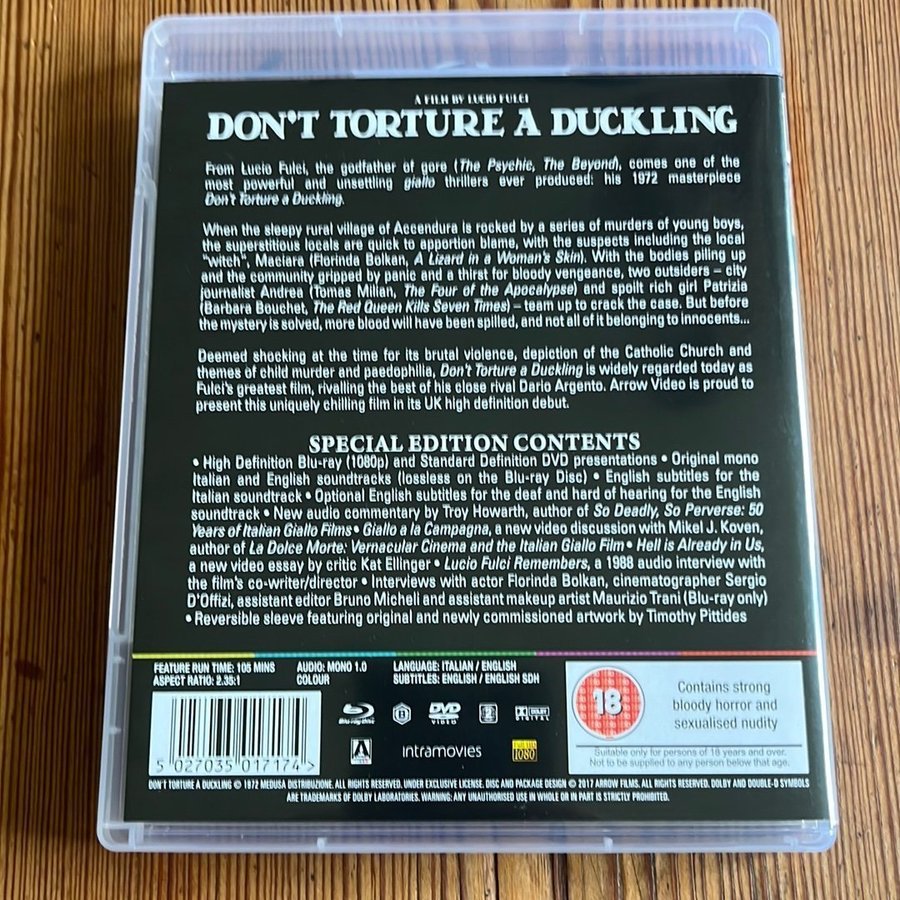 A FILM BY LUCIO FULCI
DON'T TORTURE A DUCKLING
From Lucio Fulci, the godfather of gore (The Psychic, The Beyond), comes one of the
most powerful and unsettling giallo thrillers ever produced: his 1972 masterpiece
Don't Torture a Duckling.
When the sleepy rural village of Accendura is rocked by a series of murders of young boys,
the superstitious locals are quick to apportion blame, with the suspects including the local
"witch", Maciara (Florinda Bolkan, A Lizard in a Woman's Skin). With the bodies piling up
and the community gripped by panic and a thirst for bloody vengeance, two outsiders – city
journalist Andrea (Tomas Milian, The Four of the Apocalypse) and spoilt rich girl Patrizia
(Barbara Bouchet, The Red Queen Kills Seven Times) – team up to crack the case. But before
the mystery is solved, more blood will have been spilled, and not all of it belonging to innocents...
Deemed shocking at the time for its brutal violence, depiction of the Catholic Church and
themes of child murder and paedophilia, Don't Torture a Duckling is widely regarded today as
Fulci's greatest film, rivalling the best of his close rival Dario Argento. Arrow Video is proud to
present this uniquely chilling film in its UK high definition debut.
SPECIAL EDITION CONTENTS
• High Definition Blu-ray (1080p) and Standard Definition DVD presentations • Original mono
Italian and English soundtracks (lossless on the Blu-ray Disc) • English subtitles for the
Italian soundtrack • Optional English subtitles for the deaf and hard of hearing for the English
soundtrack • New audio commentary by Troy Howarth, author of So Deadly, So Perverse: 50
Years of Italian Giallo Films • Giallo a la Campagna, a new video discussion with Mikel J. Koven,
author of La Dolce Morte: Vernacular Cinema and the Italian Giallo Film • Hell is Already in Us,
a new video essay by critic Kat Ellinger • Lucio Fulci Remembers, a 1988 audio interview with
the film's co-writer/director • Interviews with actor Florinda Bolkan, cinematographer Sergio
D'Offizi, assistant editor Bruno Micheli and assistant makeup artist Maurizio Trani (Blu-ray only)
• Reversible sleeve featuring original and newly commissioned artwork by Timothy Pittides
FEATURE RUN TIME: 105 MINS AUDIO: MONO 1.0 LANGUAGE: ITALIAN / ENGLISH
ASPECT RATIO: 2.35:1 COLOUR SUBTITLES: ENGLISH / ENGLISH SDH
Blu-ray Disc B DVD VIDEO 2 DOLBY DIGITAL
ARROW intramovies 1080
5 027035 017174
18
Contains strong
bloody horror and
sexualised nudity
Suitable only for persons of 18 years and over.
Not to be supplied to any person below that age.
DON'T TORTURE A DUCKLING © 1972 MEDUSA DISTRIBUZIONE. ALL RIGHTS RESERVED. UNDER EXCLUSIVE LICENSE. DISC AND PACKAGE DESIGN © 2017 ARROW FILMS. ALL RIGHTS RESERVED. DOLBY AND DOUBLE-D SYMBOLS
ARE TRADEMARKS OF DOLBY LABORATORIES. WARNING: ANY UNAUTHORISED USE IN WHOLE OR IN PART IS STRICTLY PROHIBITED.